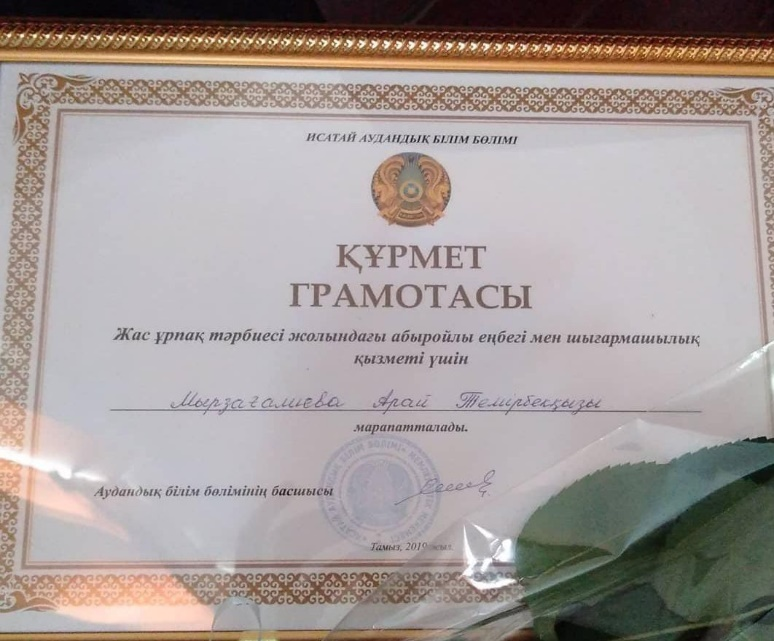 ИСАТАЙ АУДАНДЫҚ БІЛІМ БӨЛІМІ
ҚҰРМЕТ
ГРАМОТАСЫ
Жас ұрпақ тәрбиесі жолындағы абыройлы еңбегі мен шығармашылық
қызметі үшін
Мырзағалиева Арай Темірбекқызы
марапатталады.
Аудандық білім бөлімінің басшысы
Тамыз, 2019 жыл